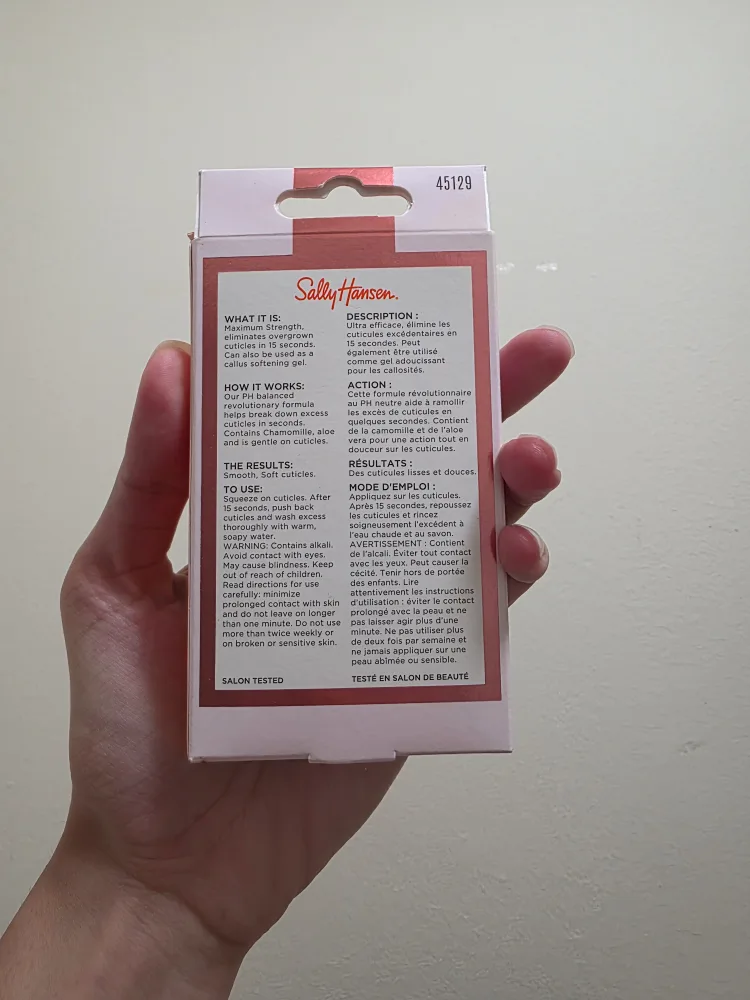 45129
Sally Hansen.
WHAT IT IS:
Maximum Strength,
eliminates overgrown
cuticles in 15 seconds.
Can also be used as a
callus softening gel.
HOW IT WORKS:
Our PH balanced
revolutionary formula
helps break down excess
cuticles in seconds.
Contains Chamomille, aloe
and is gentle on cuticles.
THE RESULTS:
Smooth, Soft cuticles.
TO USE:
Squeeze on cuticles. After
15 seconds, push back
cuticles and wash excess
thoroughly with warm,
soapy water.
WARNING: Contains alkali.
Avoid contact with eyes.
May cause blindness. Keep
out of reach of children.
Read directions for use
carefully: minimize
prolonged contact with skin
and do not leave on longer
than one minute. Do not use
more than twice weekly or
on broken or sensitive skin.
SALON TESTED
DESCRIPTION :
Ultra efficace, élimine les
cuticules excédentaires en
15 secondes. Peut
également être utilisé
comme gel adoucissant
pour les callosités.
ACTION :
Cette formule révolutionnaire
au PH neutre aide à ramollir
les excès de cuticules en
quelques secondes. Contient
de la camomille et de l'aloe
vera pour une action tout en
douceur sur les cuticules.
RÉSULTATS :
Des cuticules lisses et douces.
MODE D'EMPLOI :
Appliquez sur les cuticules.
Après 15 secondes, repoussez
les cuticules et rincez
soigneusement l'excédent à
l'eau chaude et au savon.
AVERTISSEMENT : Contient
de l'alcali. Éviter tout contact
avec les yeux. Peut causer la
cécité. Tenir hors de portée
des enfants. Lire
attentivement les instructions
d'utilisation : éviter le contact
prolongé avec la peau et ne
pas laisser agir plus d'une
minute. Ne pas utiliser plus
de deux fois par semaine et
ne jamais appliquer sur une
peau abîmée ou sensible.
TESTÉ EN SALON DE BEAUTÉ